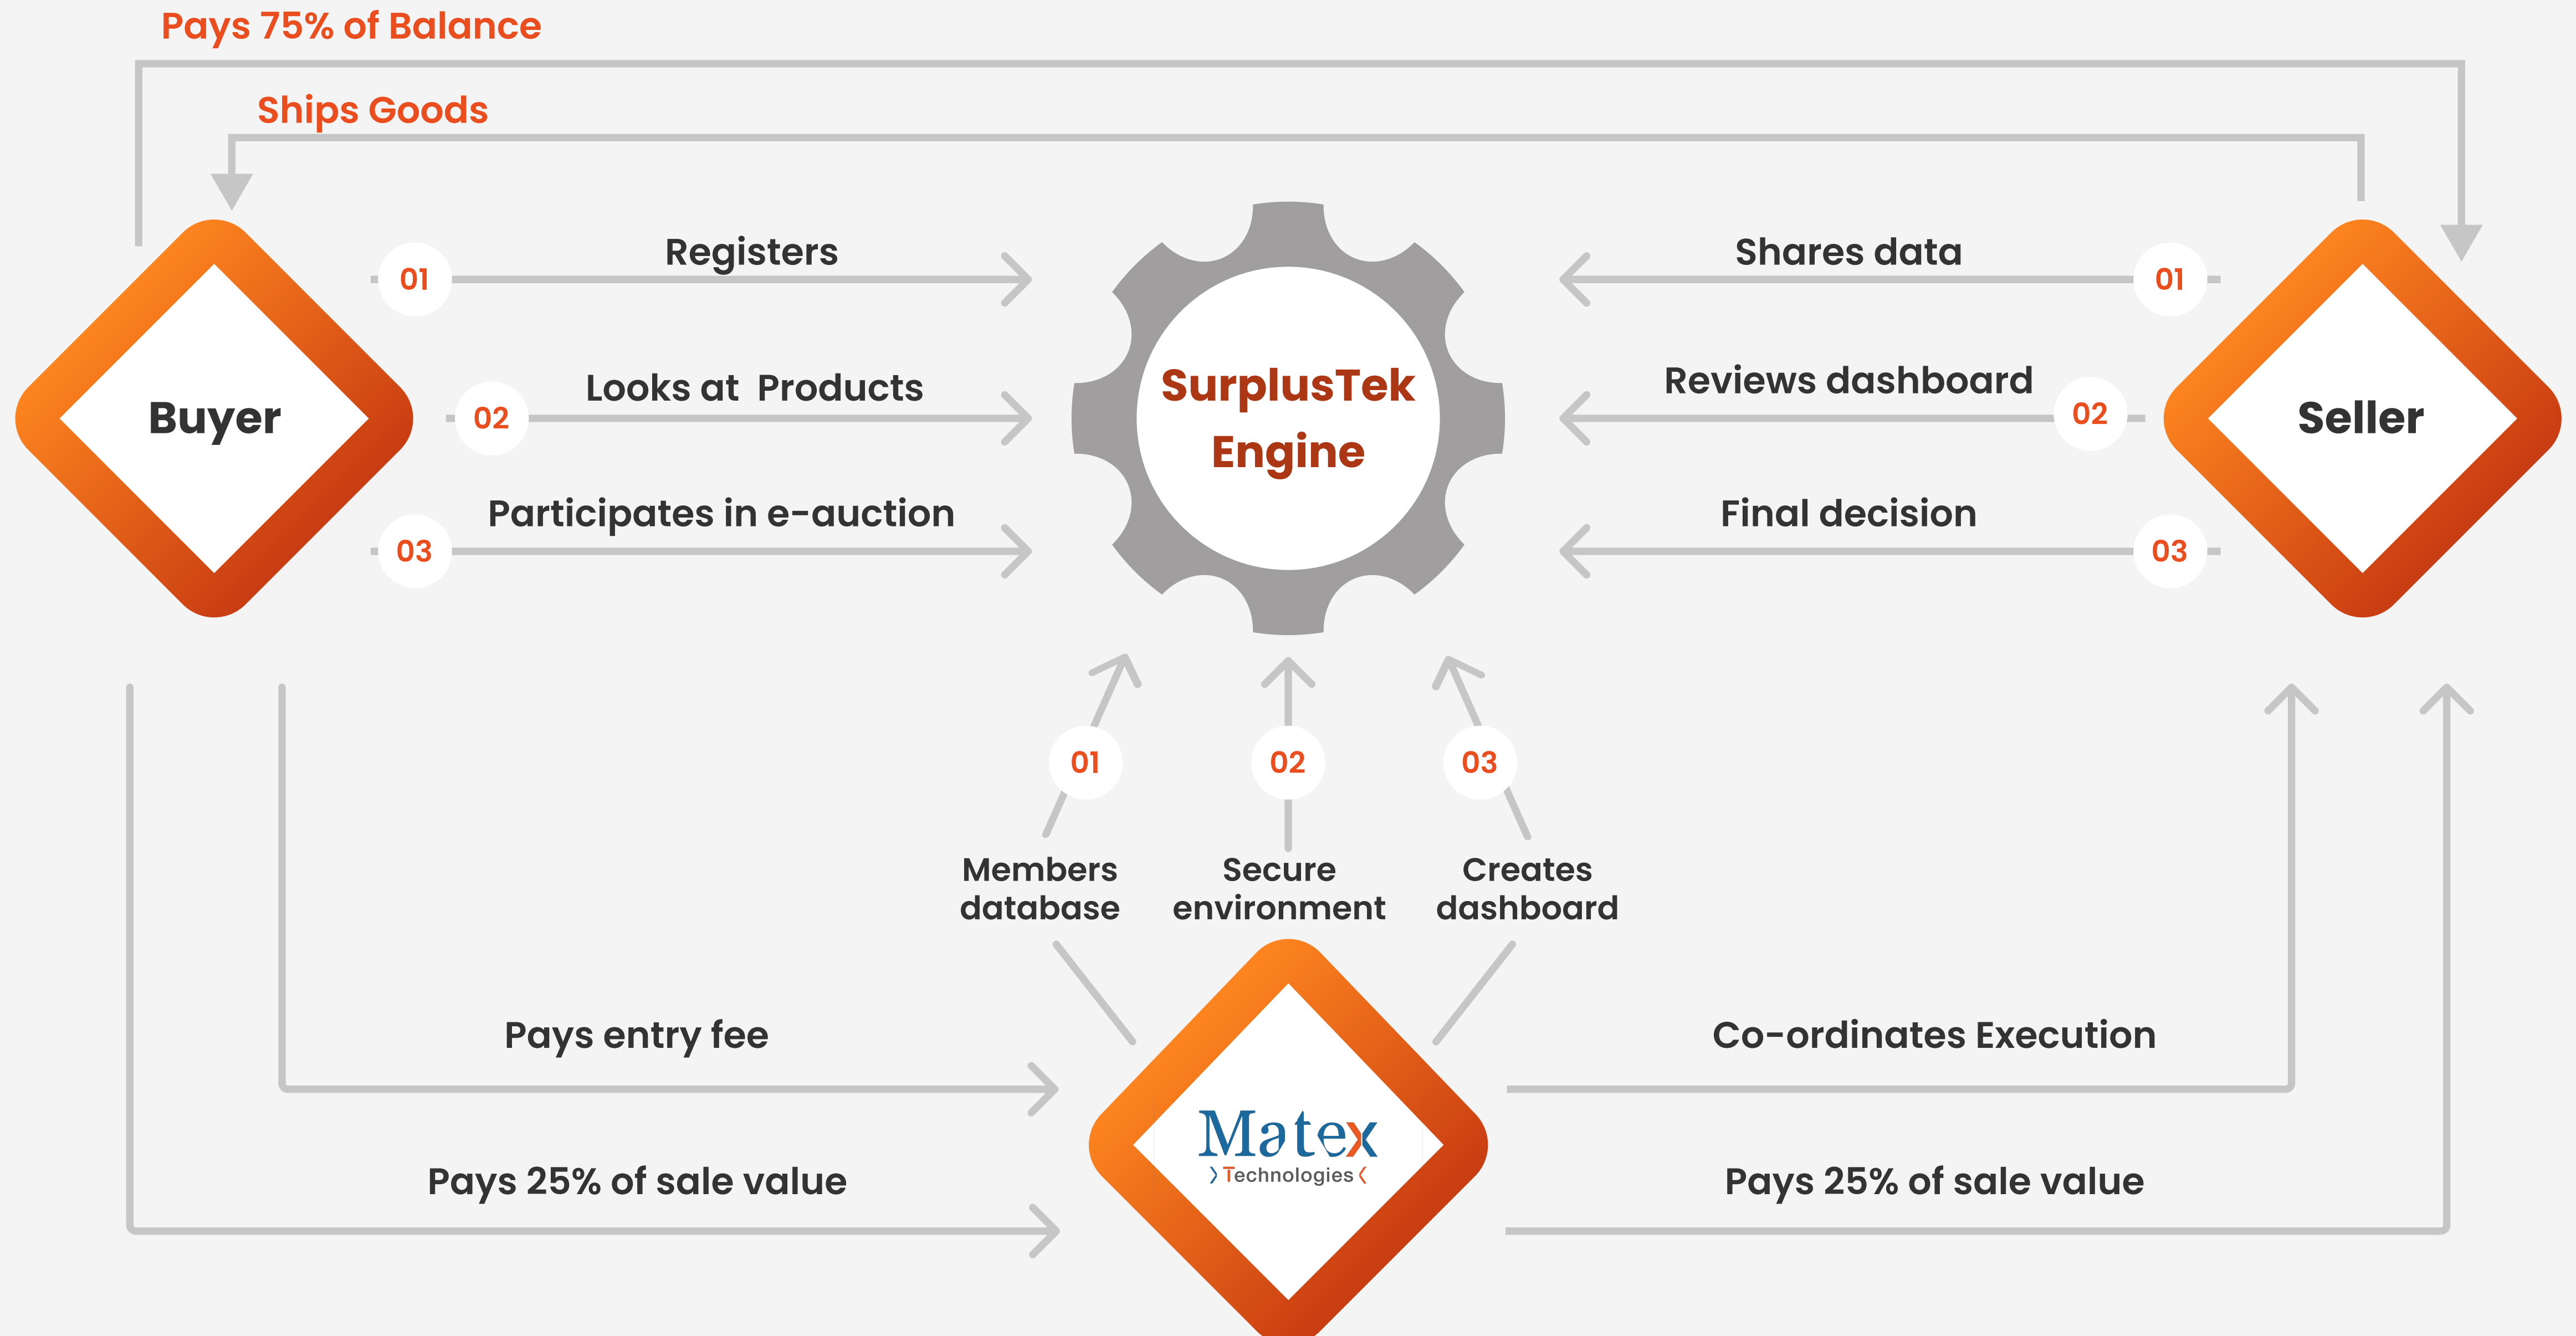 Pays 75% of Balance
Ships Goods
Registers
Shares data
01
01
Looks at  Products
Reviews dashboard
SurplusTek
Engine
Buyer
02
02
Seller
Participates in e-auction
Final decision
03
03
01
02
03
Members
database
Secure
environment
Creates
dashboard
Pays entry fee
Co-ordinates Execution
Matex
Technologies
Pays 25% of sale value
Pays 25% of sale value